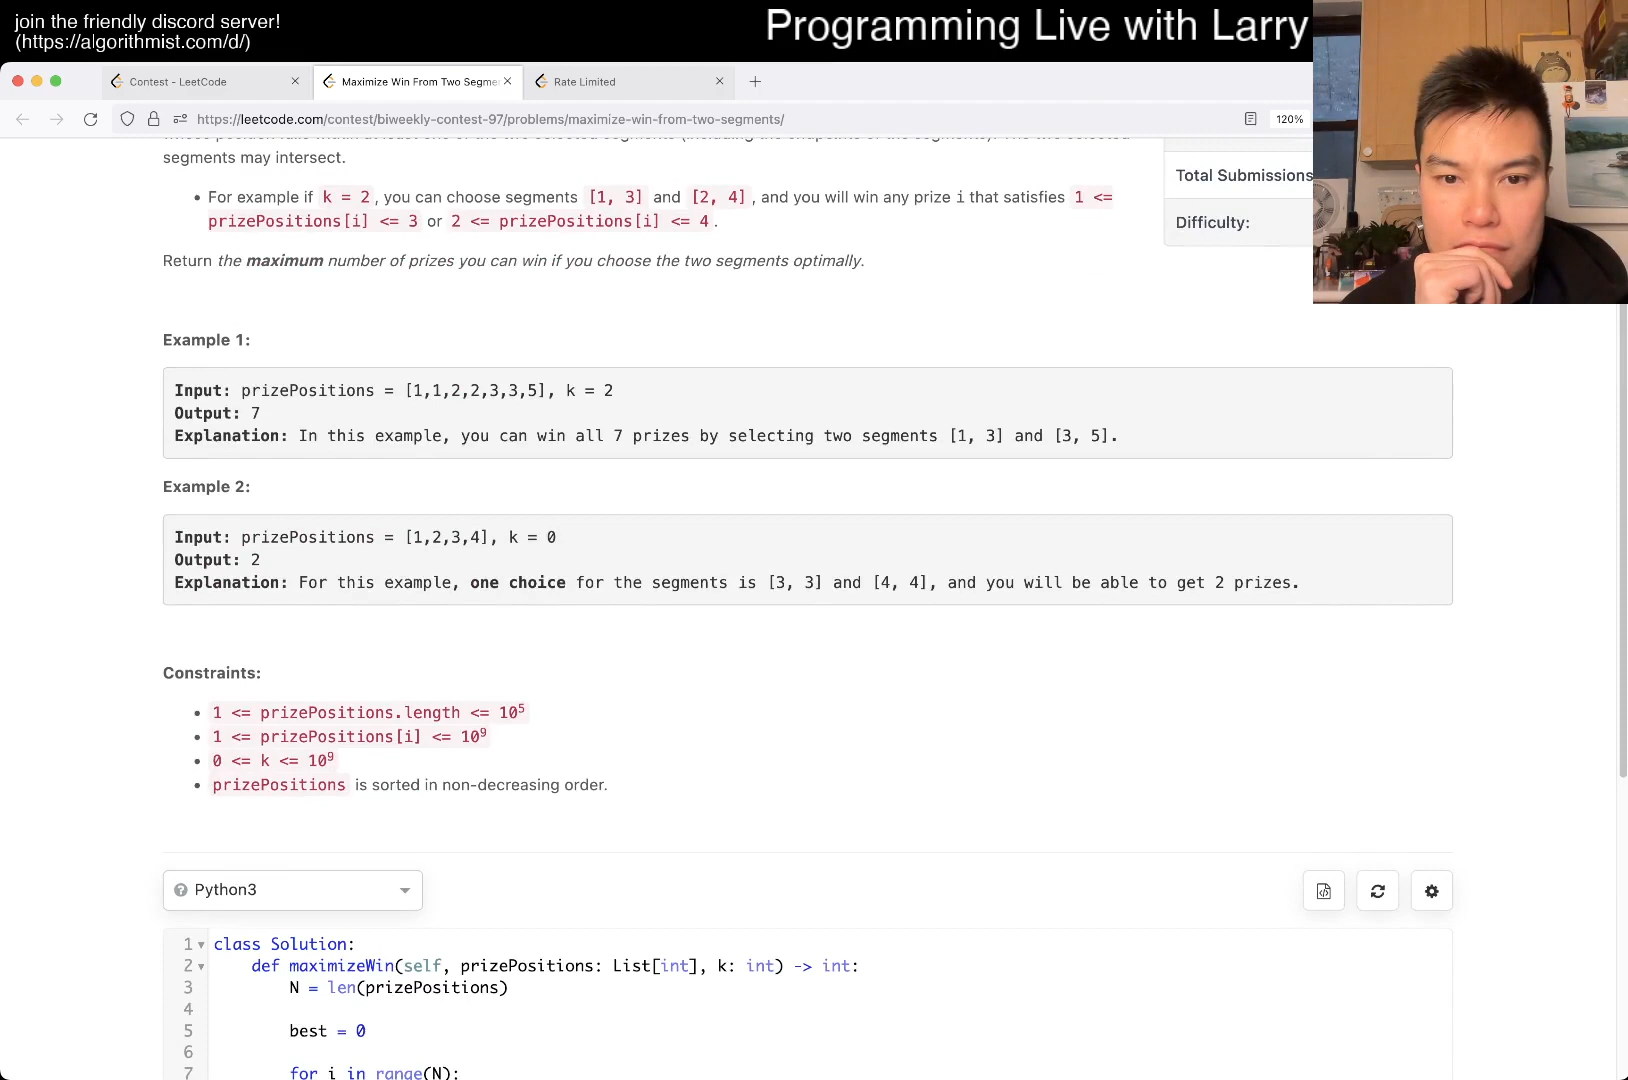 join the friendly discord server!
(https://algorithmist.com/d/)
Programming Live with Larry
Contest - LeetCode
Maximize Win From Two Segme
Rate Limited
https://leetcode.com/contest/biweekly-contest-97/problems/maximize-win-from-two-segments/
120%
segments may intersect.
Total Submissions
• For example if k = 2, you can choose segments [1, 3] and [2, 4], and you will win any prize i that satisfies 1 <=
prizePositions[i] <= 3 or 2 <= prizePositions[i] <= 4.
Difficulty:
Return the maximum number of prizes you can win if you choose the two segments optimally.
Example 1:
Input: prizePositions = [1,1,2,2,3,3,5], k = 2
Output: 7
Explanation: In this example, you can win all 7 prizes by selecting two segments [1, 3] and [3, 5].
Example 2:
Input: prizePositions = [1,2,3,4], k = 0
Output: 2
Explanation: For this example, one choice for the segments is [3, 3] and [4, 4], and you will be able to get 2 prizes.
Constraints:
• 1 <= prizePositions.length <= 10⁵
• 1 <= prizePositions[i] <= 10⁹
• 0 <= k <= 10⁹
• prizePositions is sorted in non-decreasing order.
Python3
1 class Solution:
2 def maximizeWin(self, prizePositions: List[int], k: int) -> int:
3 N = len(prizePositions)
4
5 best = 0
6
7 for i in range(N):